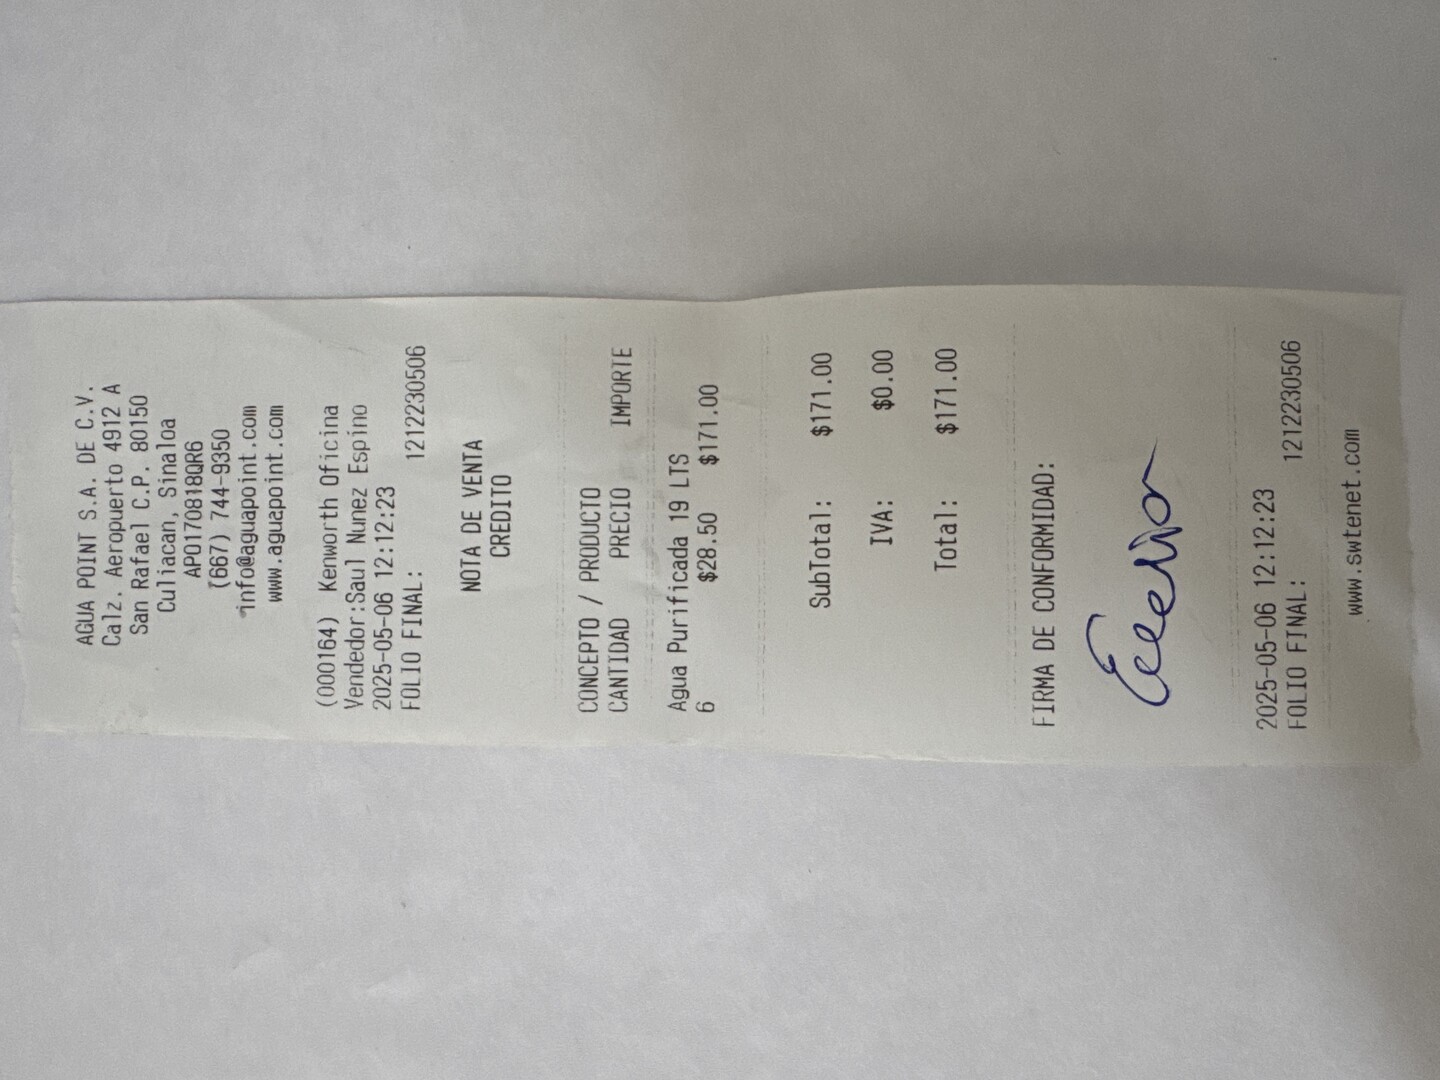 AGUA POINT S.A. DE C.V.
Calz. Aeropuerto 4912 A
San Rafael C.P. 80150
Culiacan, Sinaloa
APO170818QR6
(667) 744-9350
info@aguapoint.com
www.aguapoint.com
(000164) Kenworth Oficina
Vendedor:Saul Nunez Espino
2025-05-06 12:12:23
FOLIO FINAL: 1212230506
NOTA DE VENTA
CREDITO
CONCEPTO / PRODUCTO
CANTIDAD PRECIO IMPORTE
Agua Purificada 19 LTS
6 $28.50 $171.00
SubTotal: $171.00
IVA: $0.00
Total: $171.00
FIRMA DE CONFORMIDAD:
2025-05-06 12:12:23
FOLIO FINAL: 1212230506
www.swtenet.com